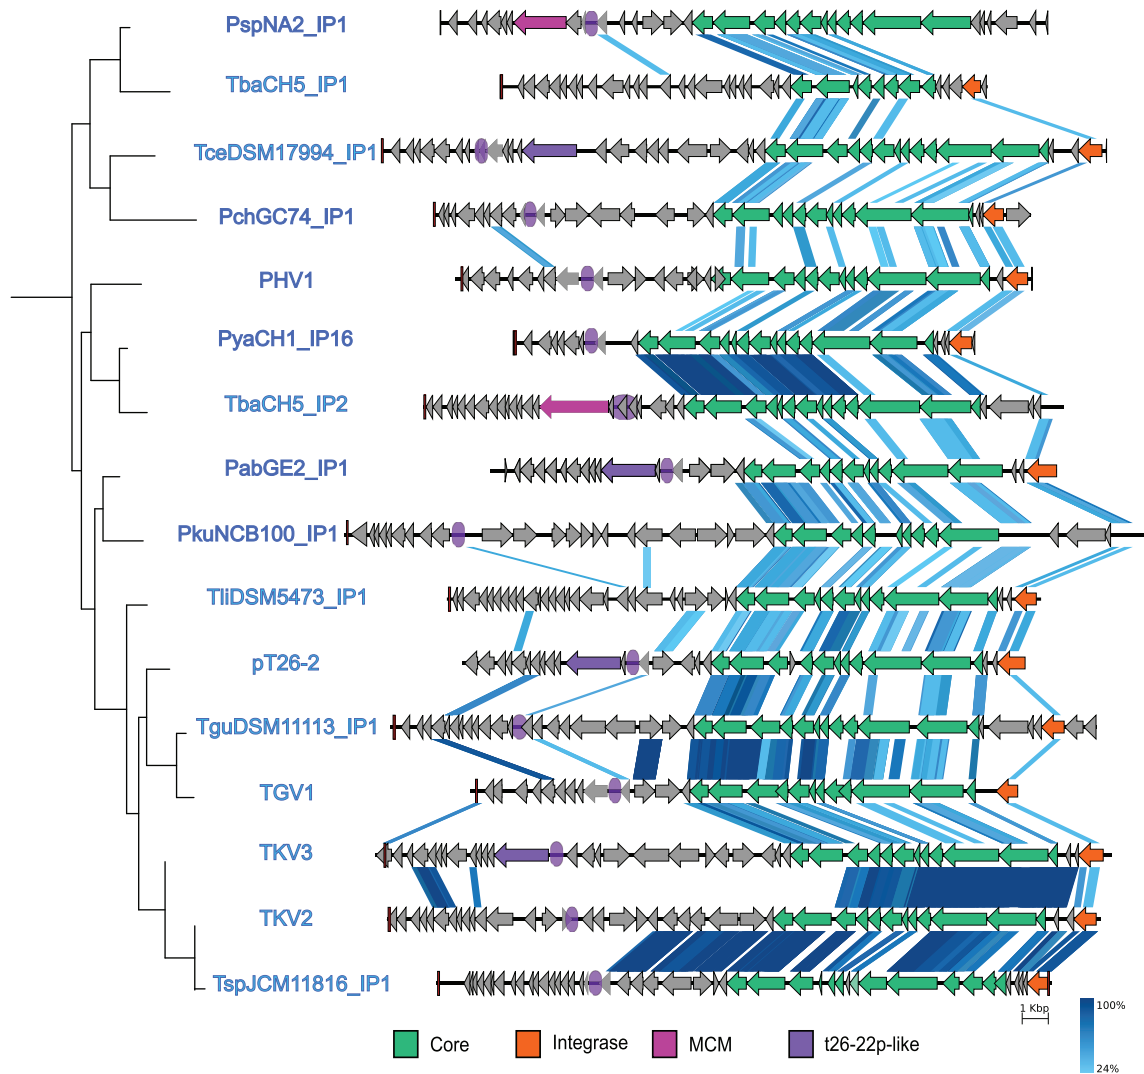 PspNA2_IP1
TbaCH5_IP1
TceDSM17994_IP1
PchGC74_IP1
PHV1
PyaCH1_IP16
TbaCH5_IP2
PabGE2_IP1
PkuNCB100_IP1
TliDSM5473_IP1
pT26-2
TguDSM11113_IP1
TGV1
TKV3
TKV2
TspJCM11816_IP1
1 Kbp
100%
24%
Core
Integrase
MCM
t26-22p-like